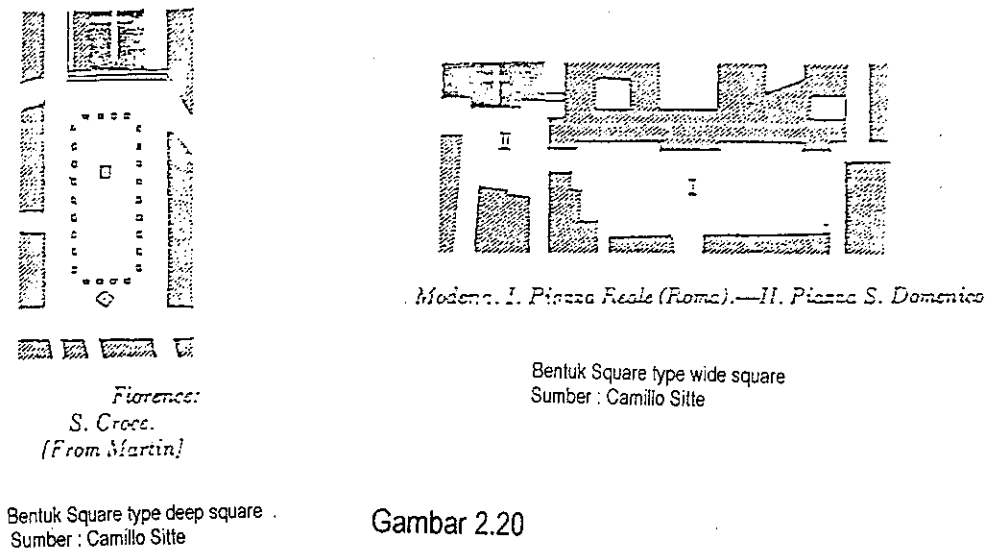 II
I
Modena. I. Piazza Reale (Roma).—II. Piazza S. Domenico
Florence:
S. Croce.
[From Martin]
Bentuk Square type wide square
Sumber : Camillo Sitte
Bentuk Square type deep square
Sumber : Camillo Sitte
Gambar 2.20